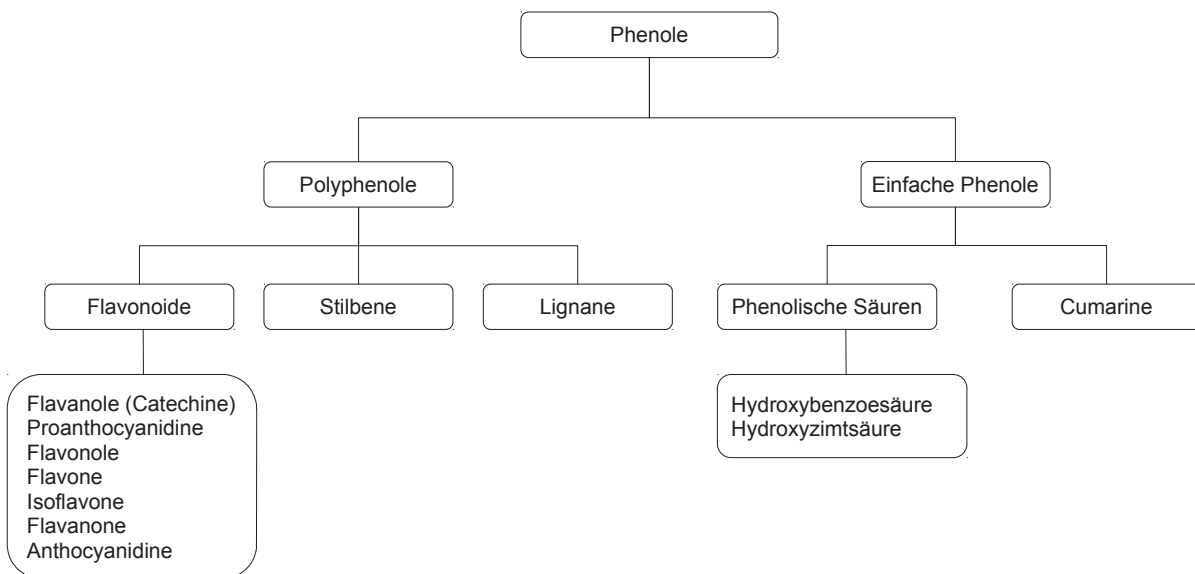 Phenole
Polyphenole
Einfache Phenole
Flavonoide
Stilbene
Lignane
Phenolische Säuren
Cumarine
Flavanole (Catechine)
Proanthocyanidine
Flavonole
Flavone
Isoflavone
Flavanone
Anthocyanidine
Hydroxybenzoesäure
Hydroxyzimtsäure